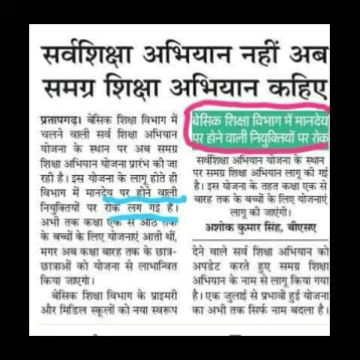 सर्वशिक्षा अभियान नहीं अब
समग्र शिक्षा अभियान कहिए
प्रतापगढ़। बेसिक शिक्षा विभाग में
चलने वाली सर्व शिक्षा अभियान
योजना के स्थान पर अब समग्र
शिक्षा अभियान योजना प्रारंभ की जा
रही है। इस योजना के लागू होते ही
विभाग में मानदेय पर होने वाली
नियुक्तियों पर रोक लग गई है।
अभी तक कक्षा एक से आठ तक
के बच्चों के लिए योजनाएं आती थीं,
मगर अब कक्षा बारह तक के छात्र-
छात्राओं को योजना से लाभान्वित
किया जाएगा।
बेसिक शिक्षा विभाग के प्राइमरी
और मिडिल स्कूलों को नया स्वरूप
बेसिक शिक्षा विभाग में मानदेय
पर होने वाली नियुक्तियों पर रोक
सर्वशिक्षा अभियान योजना के स्थान
पर समग्र शिक्षा अभियान लागू की गई
है। इस योजना के तहत कक्षा एक से
बारह तक के बच्चों के लिए योजनाएं
लागू की जाएंगी।
अशोक कुमार सिंह, बीएसए
देने वाले सर्व शिक्षा अभियान को
अपडेट करते हुए समग्र शिक्षा
अभियान के नाम से लागू किया गया
है। एक जुलाई से प्रभावी हुई योजना
का अभी तक सिर्फ नाम बदला है।